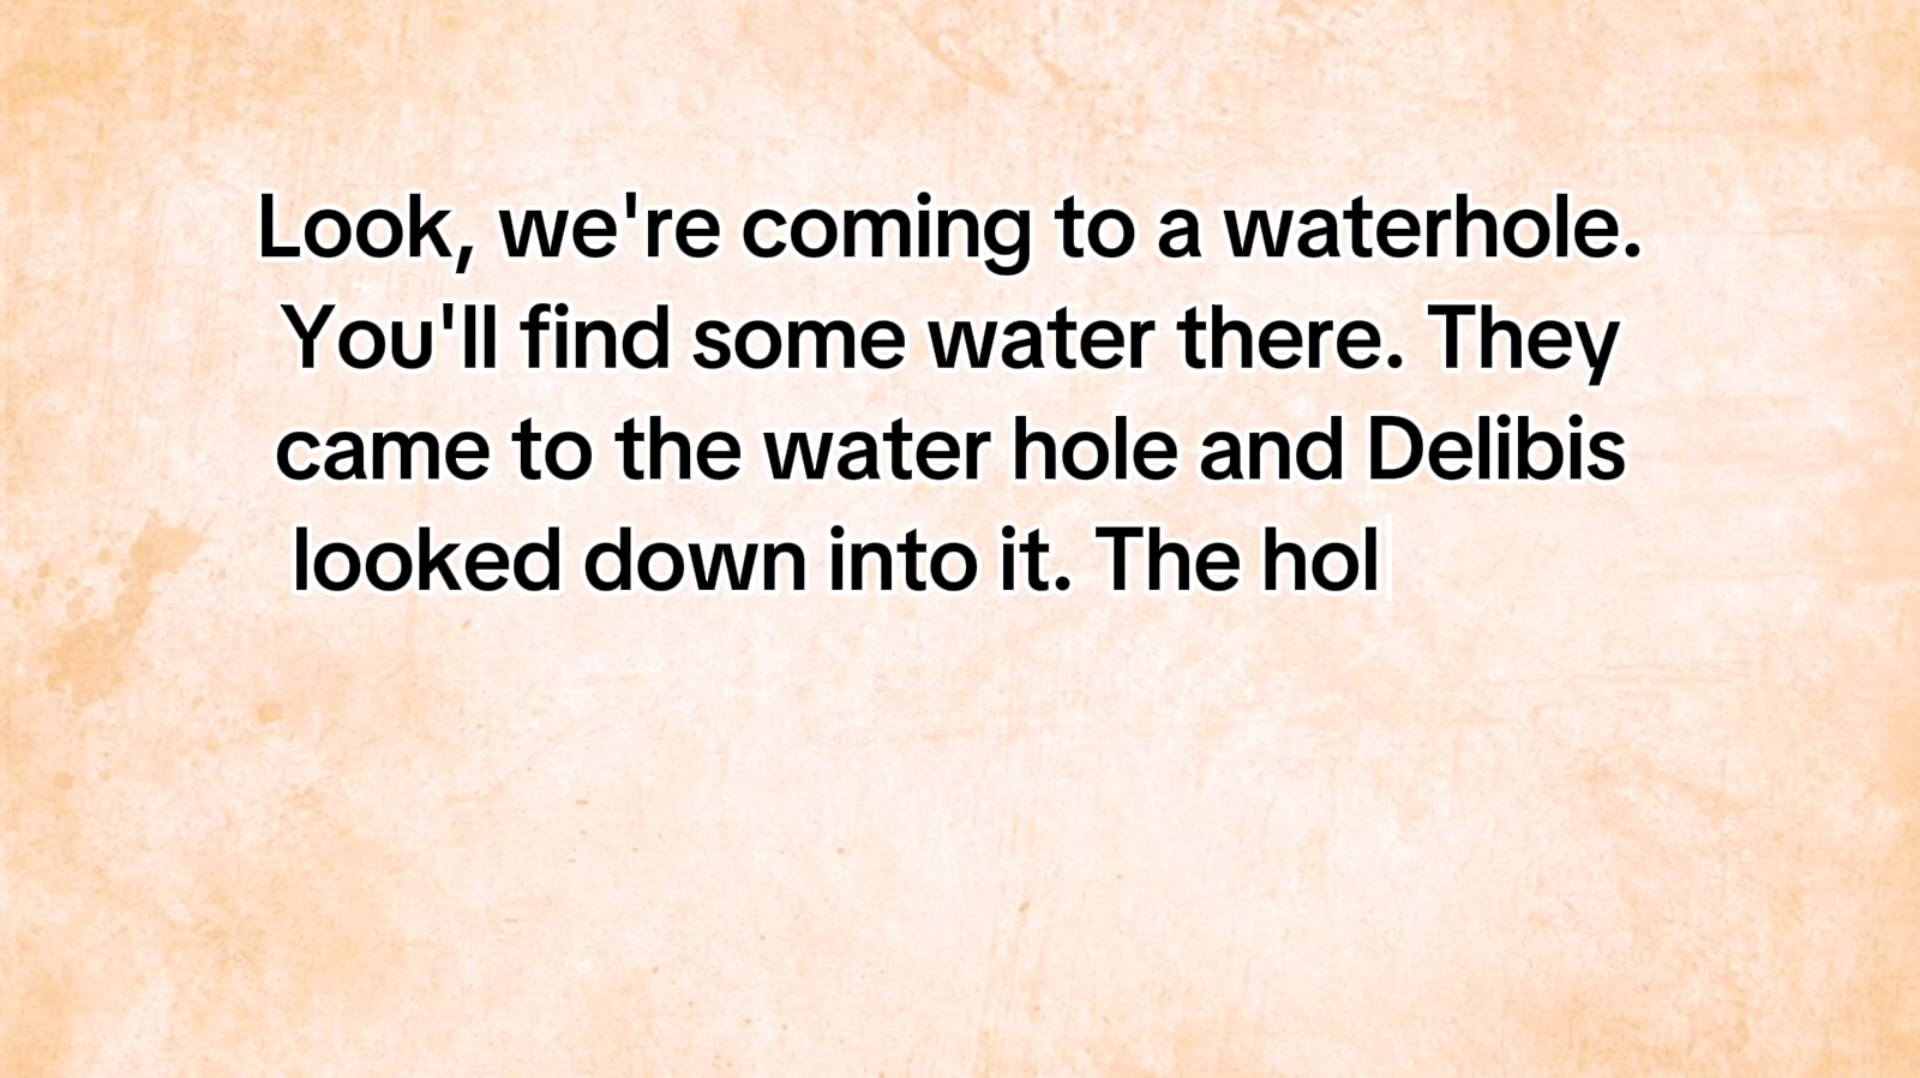 Look, we're coming to a waterhole.
You'll find some water there. They
came to the water hole and Delibis
looked down into it. The hol